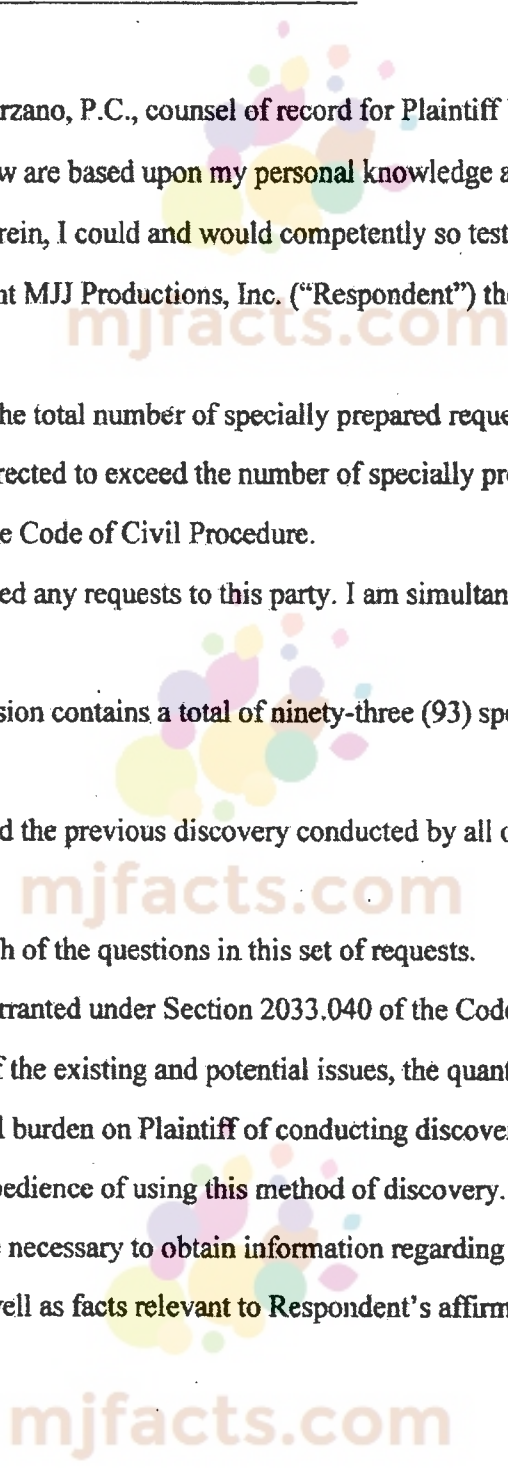 rzano, P.C., counsel of record for Plaintiff
w are based upon my personal knowledge a
rein, I could and would competently so test
nt MJJ Productions, Inc. ("Respondent") the
mjfacts.com
he total number of specially prepared reque
rected to exceed the number of specially pre
e Code of Civil Procedure.
ed any requests to this party. I am simultan
sion contains a total of ninety-three (93) spe
d the previous discovery conducted by all o
mjfacts.com
h of the questions in this set of requests.
rranted under Section 2033.040 of the Code
f the existing and potential issues, the quant
l burden on Plaintiff of conducting discove
pedience of using this method of discovery.
necessary to obtain information regarding
vell as facts relevant to Respondent's affirm
mjfacts.com